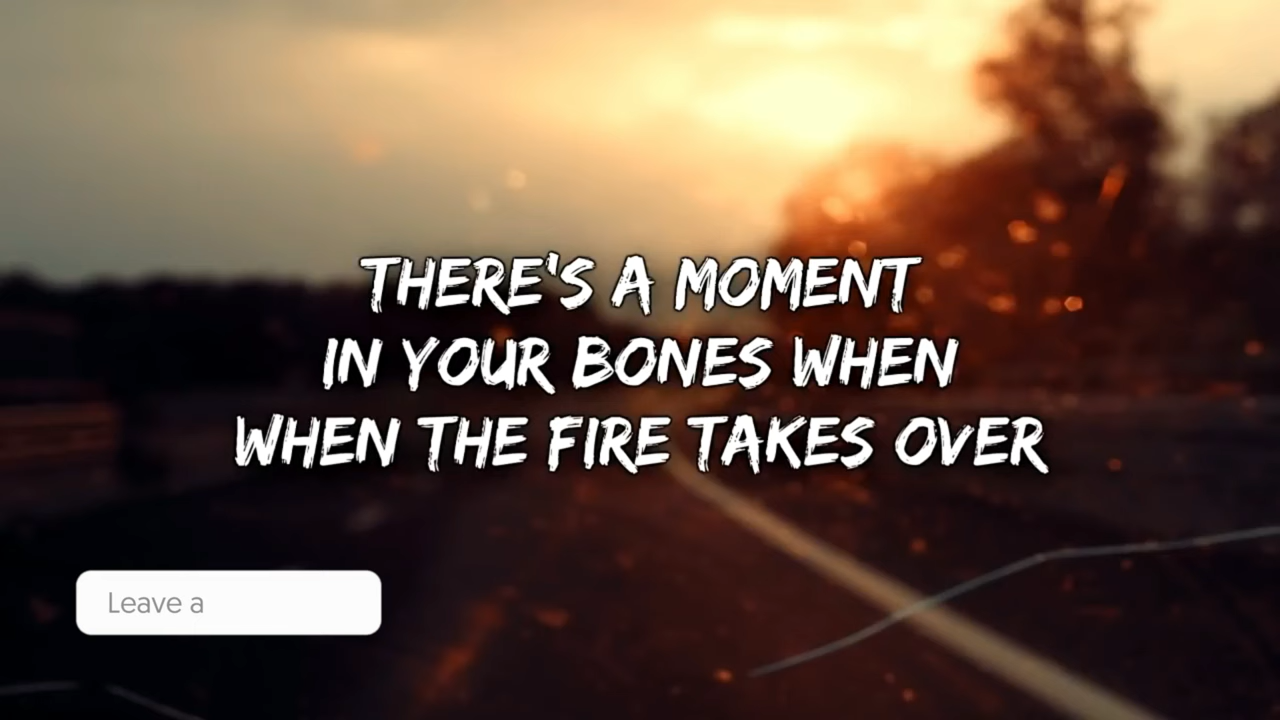 THERE'S A MOMENT
IN YOUR BONES WHEN
WHEN THE FIRE TAKES OVER
Leave a